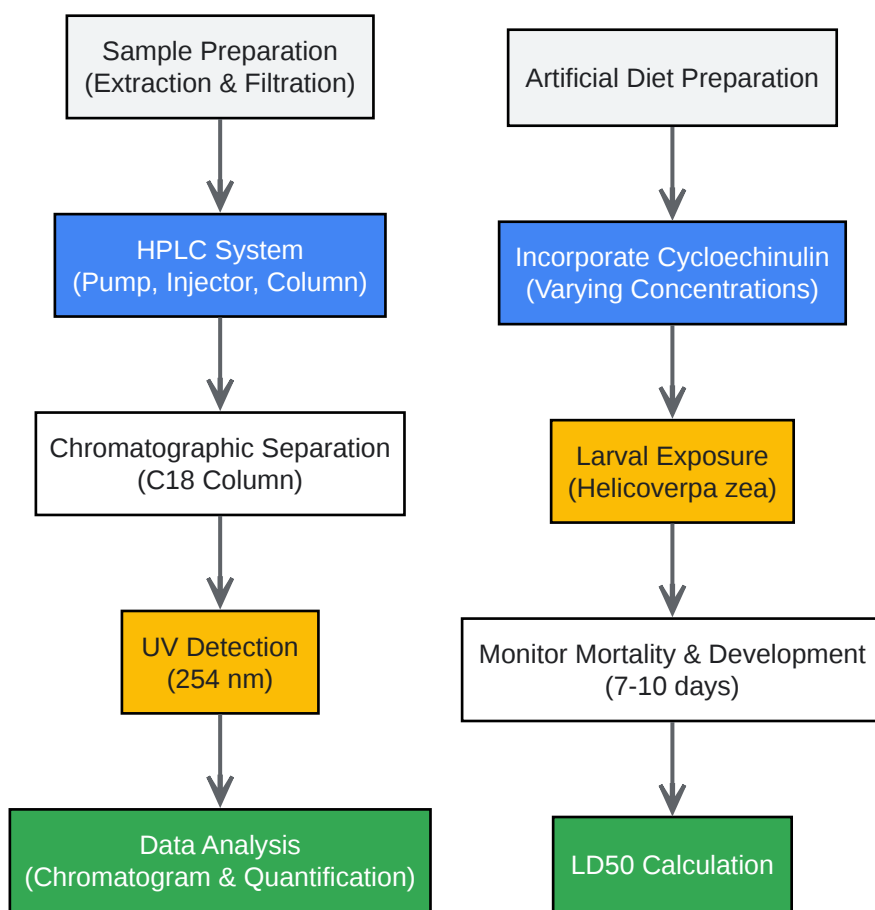 Sample Preparation
(Extraction & Filtration)
HPLC System
(Pump, Injector, Column)
Chromatographic Separation
(C18 Column)
UV Detection
(254 nm)
Data Analysis
(Chromatogram & Quantification)
Artificial Diet Preparation
Incorporate Cycloechinulin
(Varying Concentrations)
Larval Exposure
(Helicoverpa zea)
Monitor Mortality & Development
(7-10 days)
LD50 Calculation